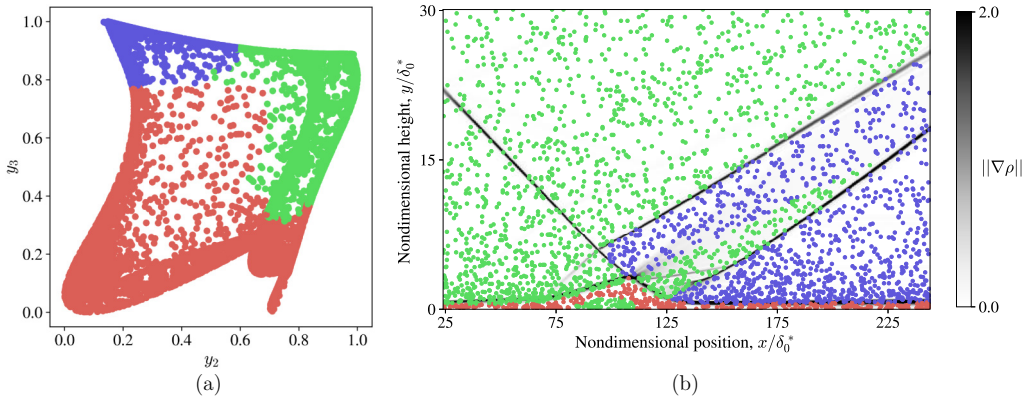 1.0
0.8
0.6
0.4
0.2
0.0
y₃
0.0 0.2 0.4 0.6 0.8 1.0
y₂
(a)
30
15
0
Nondimensional height, y/δ₀*
25 75 125 175 225
Nondimensional position, x/δ₀*
(b)
2.0
||∇ρ||
0.0